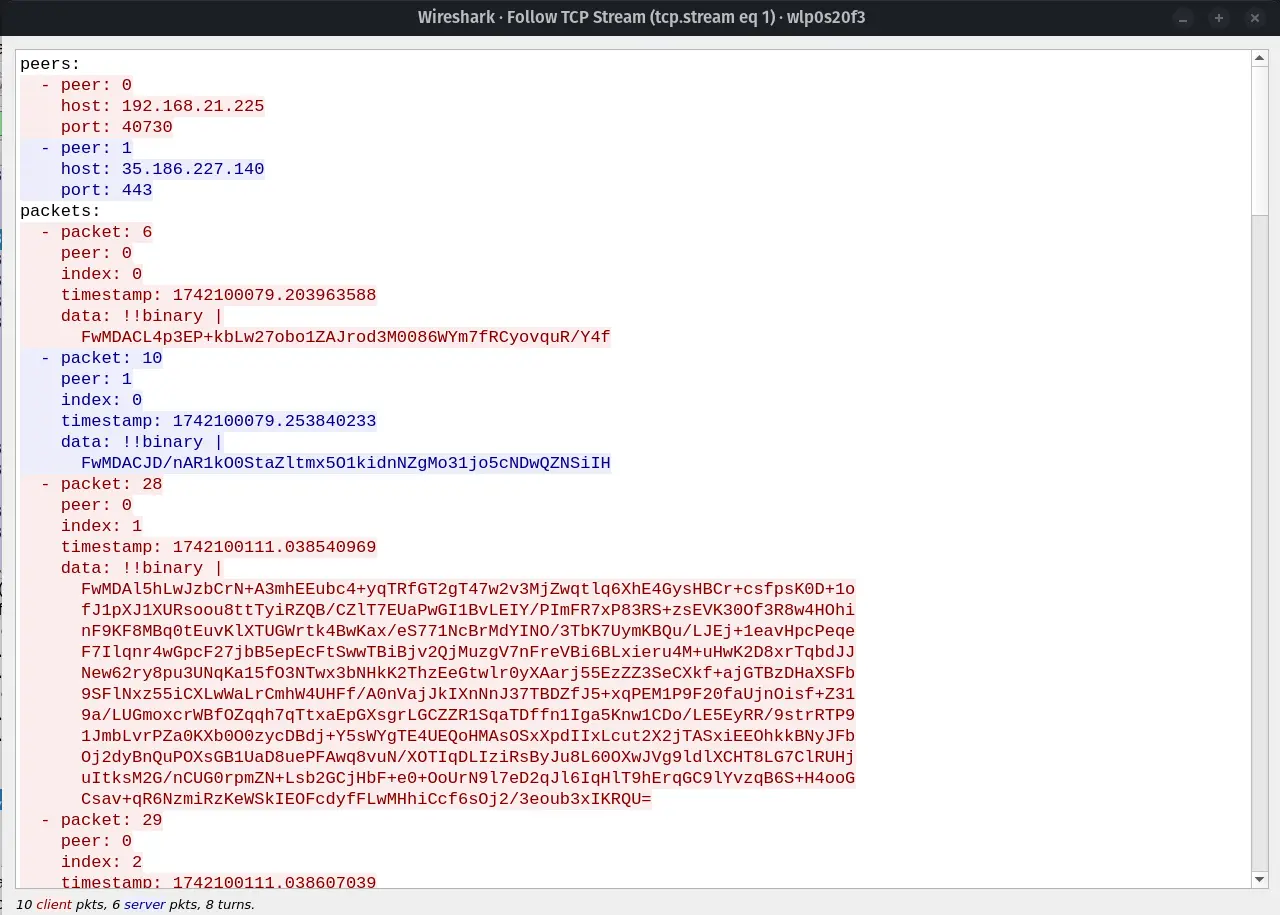 Wireshark · Follow TCP Stream (tcp.stream eq 1) · wlp0s20f3
peers:
- peer: 0
host: 192.168.21.225
port: 40730
- peer: 1
host: 35.186.227.140
port: 443
packets:
- packet: 6
peer: 0
index: 0
timestamp: 1742100079.203963588
data: !!binary |
FwMDACL4p3EP+kbLw27obo1ZAJrod3M0086WYm7fRCyovquR/Y4f
- packet: 10
peer: 1
index: 0
timestamp: 1742100079.253840233
data: !!binary |
FwMDACJD/nAR1kO0StaZltmx5O1kidnNZgMo31jo5cNDwQZNSiIH
- packet: 28
peer: 0
index: 1
timestamp: 1742100111.038540969
data: !!binary |
FwMDAl5hLwJzbCrN+A3mhEEubc4+yqTRfGT2gT47w2v3MjZwqtlq6XhE4GysHBCr+csfpsK0D+1o
fJ1pXJ1XURsoou8ttTyiRZQB/CZlT7EUaPwGI1BvLEIY/PImFR7xP83RS+zsEVK30Of3R8w4HOhi
nF9KF8MBq0tEuvKlXTUGWrtk4BwKax/eS771NcBrMdYINO/3TbK7UymKBQu/LJEj+1eavHpcPeqe
F7Ilqnr4wGpcF27jbB5epEcFtSwwTBiBjv2QjMuzgV7nFreVBi6BLxieru4M+uHwK2D8xrTqbdJJ
New62ry8pu3UNqKa15fO3NTwx3bNHkK2ThzEeGtwlr0yXAarj55EzZZ3SeCXkf+ajGTBzDHaXSFb
9SFlNxz55iCXLwWaLrCmhW4UHFf/A0nVajJkIXnNnJ37TBDZfJ5+xqPEM1P9F20faUjnOisf+Z31
9a/LUGmoxcrWBfOZqqh7qTtxaEpGXsgrLGCZZR1SqaTDffn1Iga5Knw1CDo/LE5EyRR/9strRTP9
1JmbLvrPZa0KXb0O0zycDBdj+Y5sWYgTE4UEQoHMAsOSxXpdIIxLcut2X2jTASxiEEOhkkBNyJFb
Oj2dyBnQuPOXsGB1UaD8uePFAwq8vuN/XOTIqDLIziRsByJu8L60OXwJVg9ldlXCHT8LG7ClRUHj
uItksM2G/nCUG0rpmZN+Lsb2GCjHbF+e0+OoUrN9l7eD2qJl6IqHlT9hErqGC9lYvzqB6S+H4ooG
Csav+qR6NzmiRzKeWSkIEOFcdyfFLwMHhiCcf6sOj2/3eoub3xIKRQU=
- packet: 29
peer: 0
index: 2
timestamp: 1742100111.038607039
10 client pkts, 6 server pkts, 8 turns.